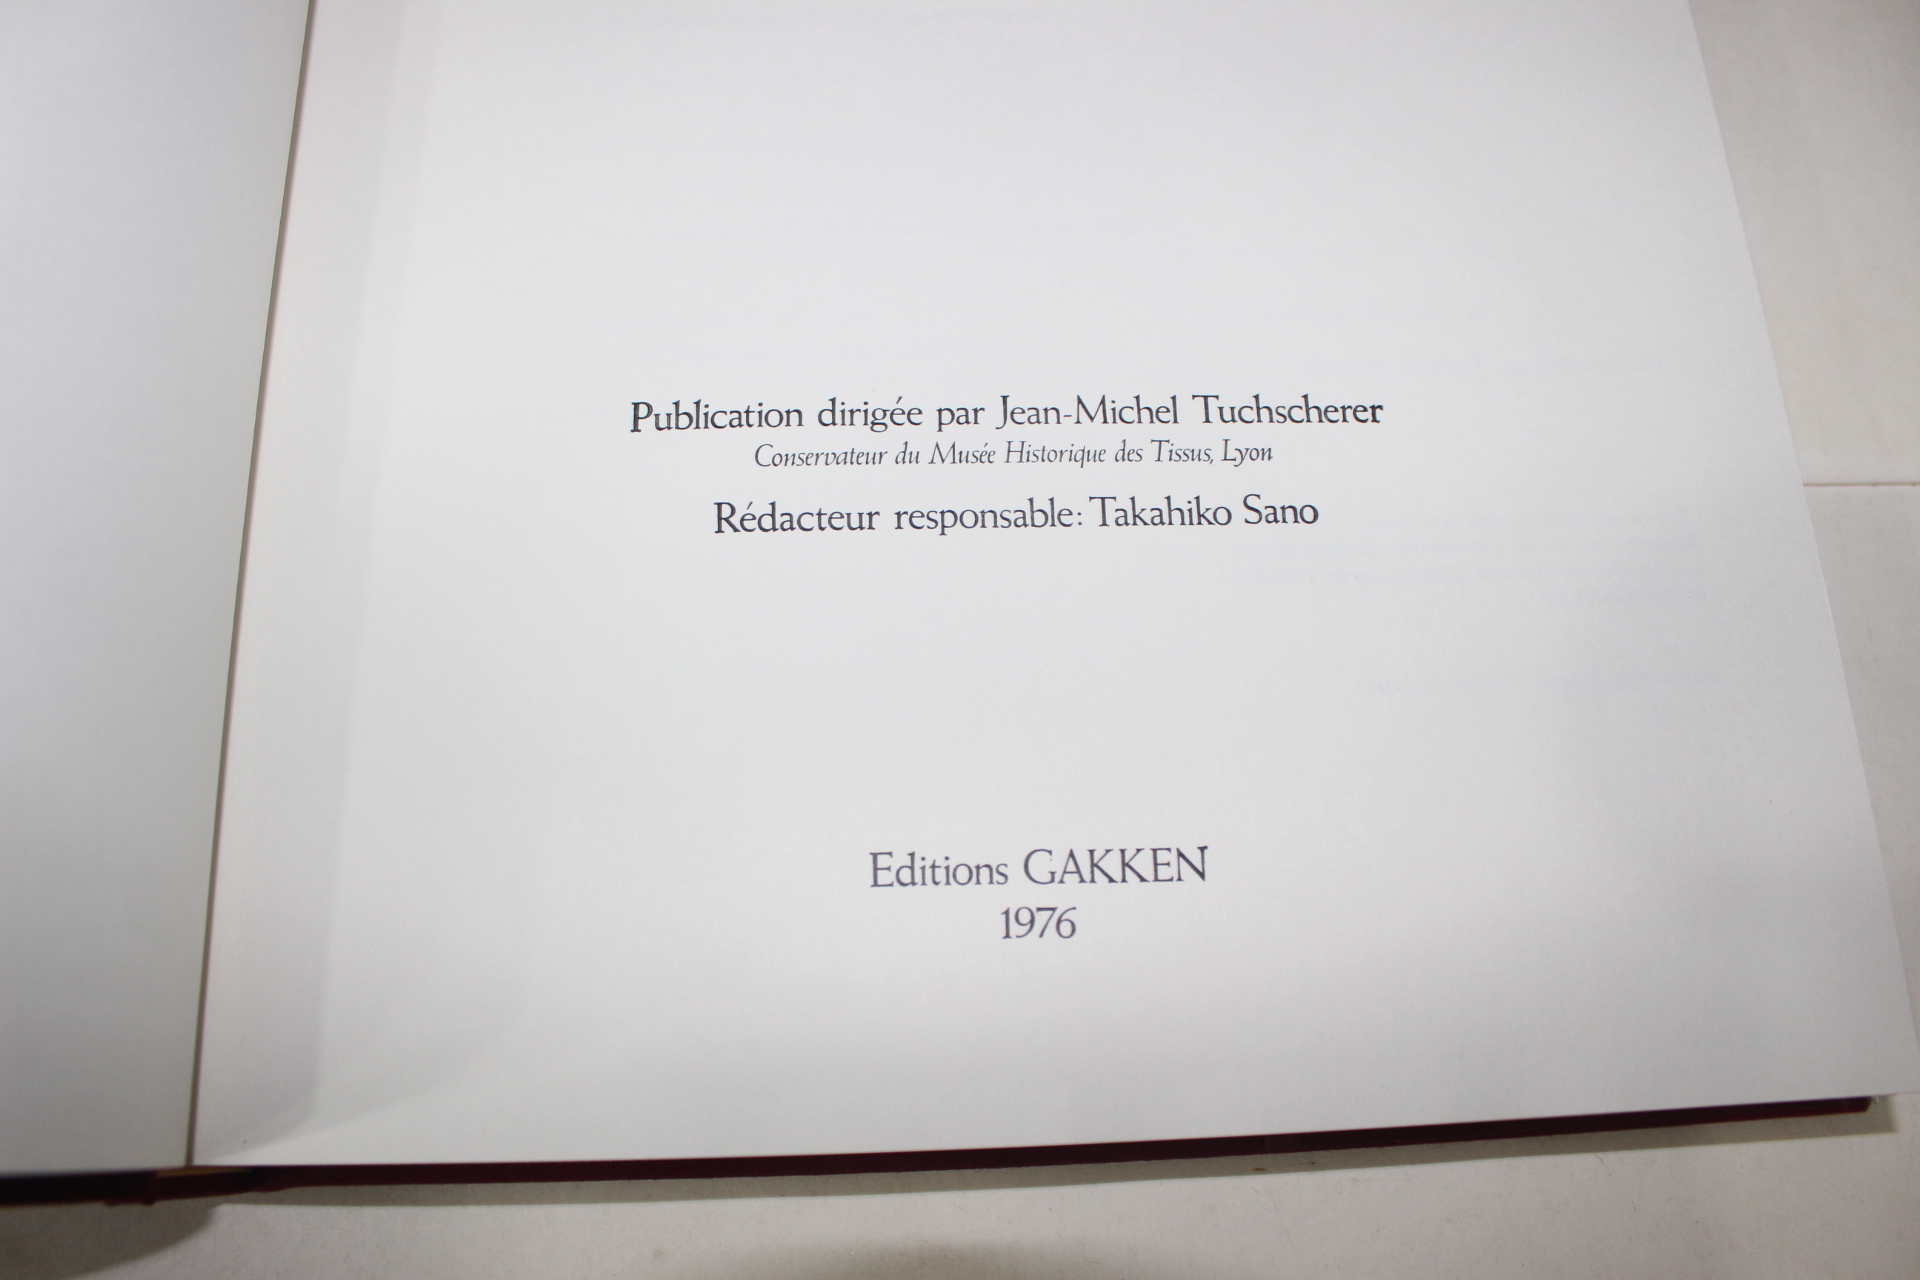 Publication dirigée par Jean-Michel Tuchscherer
Conservateur du Musée Historique des Tissus, Lyon
Rédacteur responsable: Takahiko Sano
Editions GAKKEN
1976